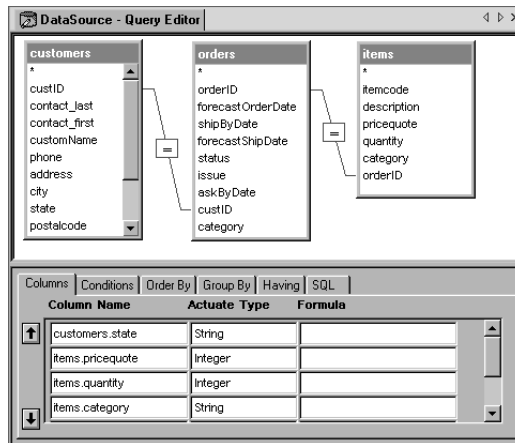 DataSource - Query Editor
customers
*
custID
contact_last
contact_first
customName
phone
address
city
state
postalcode
orders
*
orderID
forecastOrderDate
shipByDate
forecastShipDate
status
issue
askByDate
custID
category
items
*
itemcode
description
pricequote
quantity
category
orderID
=
=
Columns Conditions Order By Group By Having SQL
Column Name Actuate Type Formula
customers.state String
items.pricequote Integer
items.quantity Integer
items.category String